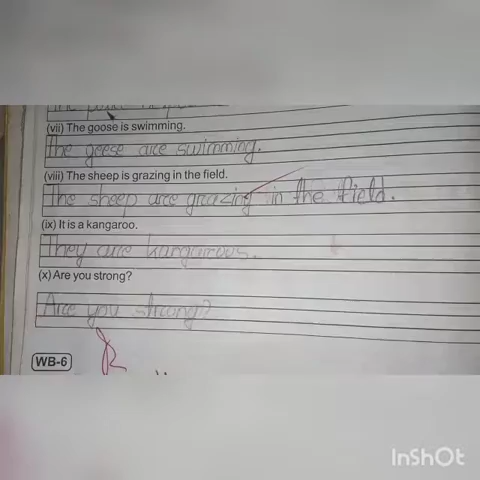 (vii) The goose is swimming.
The geese are swimming.
(viii) The sheep is grazing in the field.
The sheep are grazing in the field.
(ix) It is a kangaroo.
They are kangaroos.
(x) Are you strong?
Are you strong?
WB-6
InShOt